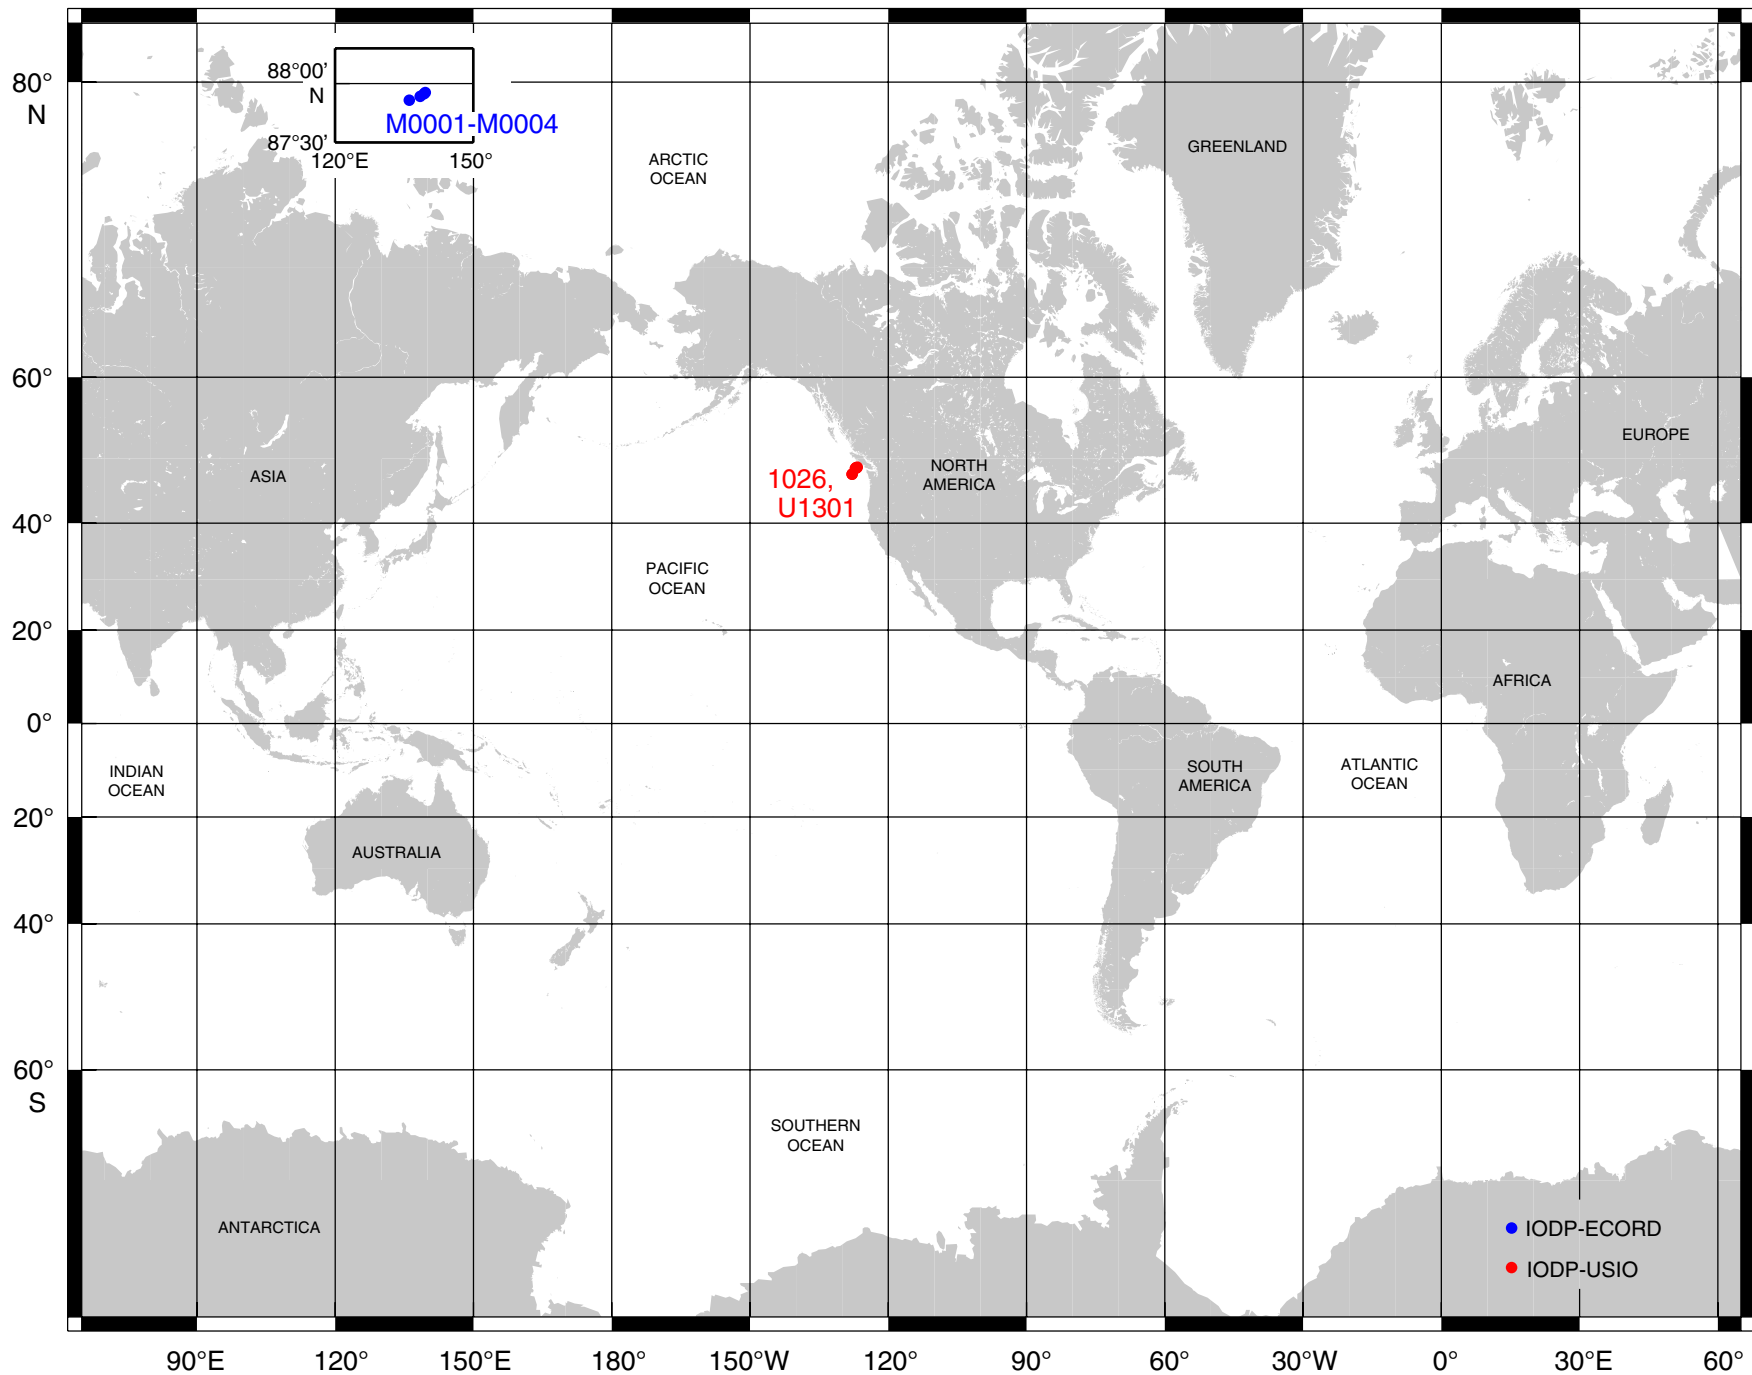 88°00'
N
87°30'
M0001-M0004
120°E
150°
80°
N
ARCTIC
OCEAN
GREENLAND
60°
EUROPE
ASIA
NORTH
AMERICA
1026,
U1301
40°
PACIFIC
OCEAN
20°
AFRICA
0°
INDIAN
OCEAN
SOUTH
AMERICA
ATLANTIC
OCEAN
20°
AUSTRALIA
40°
60°
S
SOUTHERN
OCEAN
ANTARCTICA
IODP-ECORD
IODP-USIO
90°E
120°
150°E
180°
150°W
120°
90°
60°
30°W
0°
30°E
60°